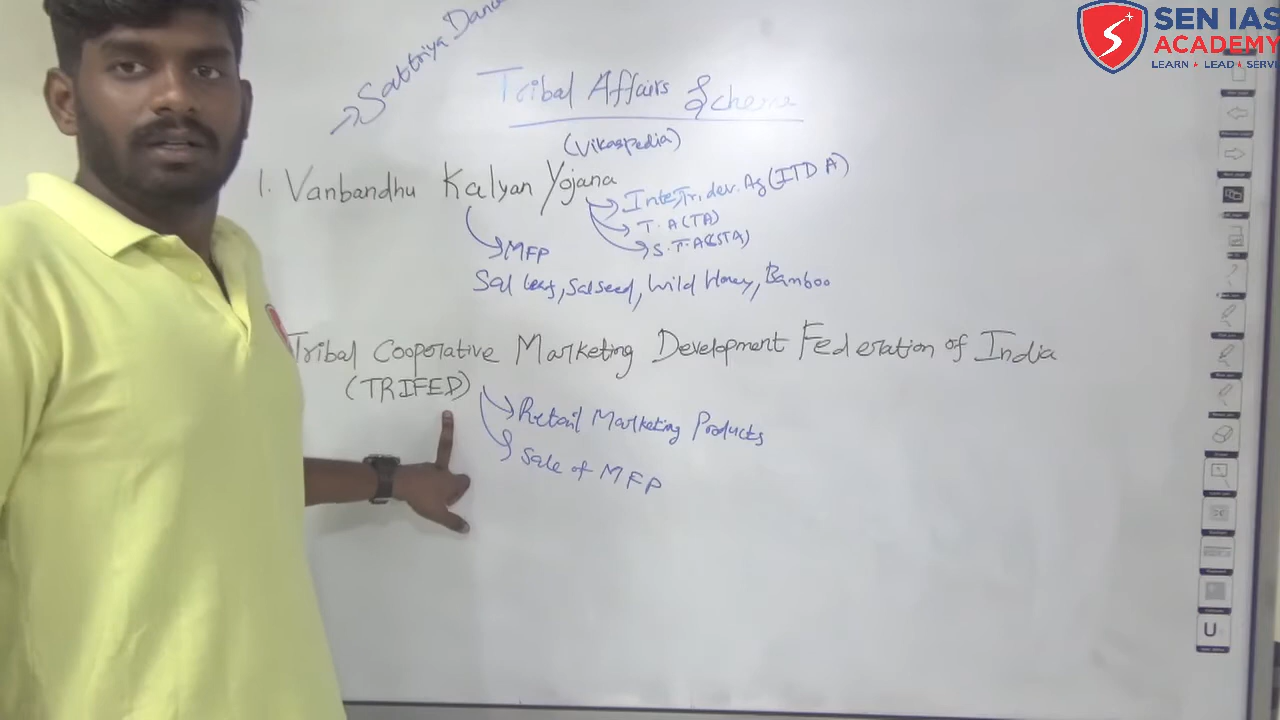 SEN IAS
ACADEMY
LEARN ★ LEAD ★ SERVE
→ Sattriya Dance
Tribal Affairs Scheme
(Vikaspedia)
1. Vanbandhu Kalyan Yojana
→ Inte. Tri. dev. Ag (ITDA)
→ T. A (TA)
→ S. T. A (STA)
→ MFP
Sal leaf, Sal seed, Wild Honey, Bamboo
Tribal Cooperative Marketing Development Federation of India
(TRIFED)
→ Retail Marketing Products
→ Sale of MFP
U